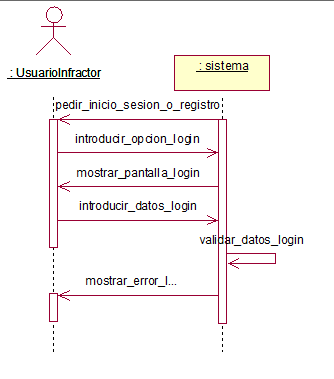 : UsuarioInfractor
: sistema
pedir_inicio_sesion_o_registro
introducir_opcion_login
mostrar_pantalla_login
introducir_datos_login
validar_datos_login
mostrar_error_l...